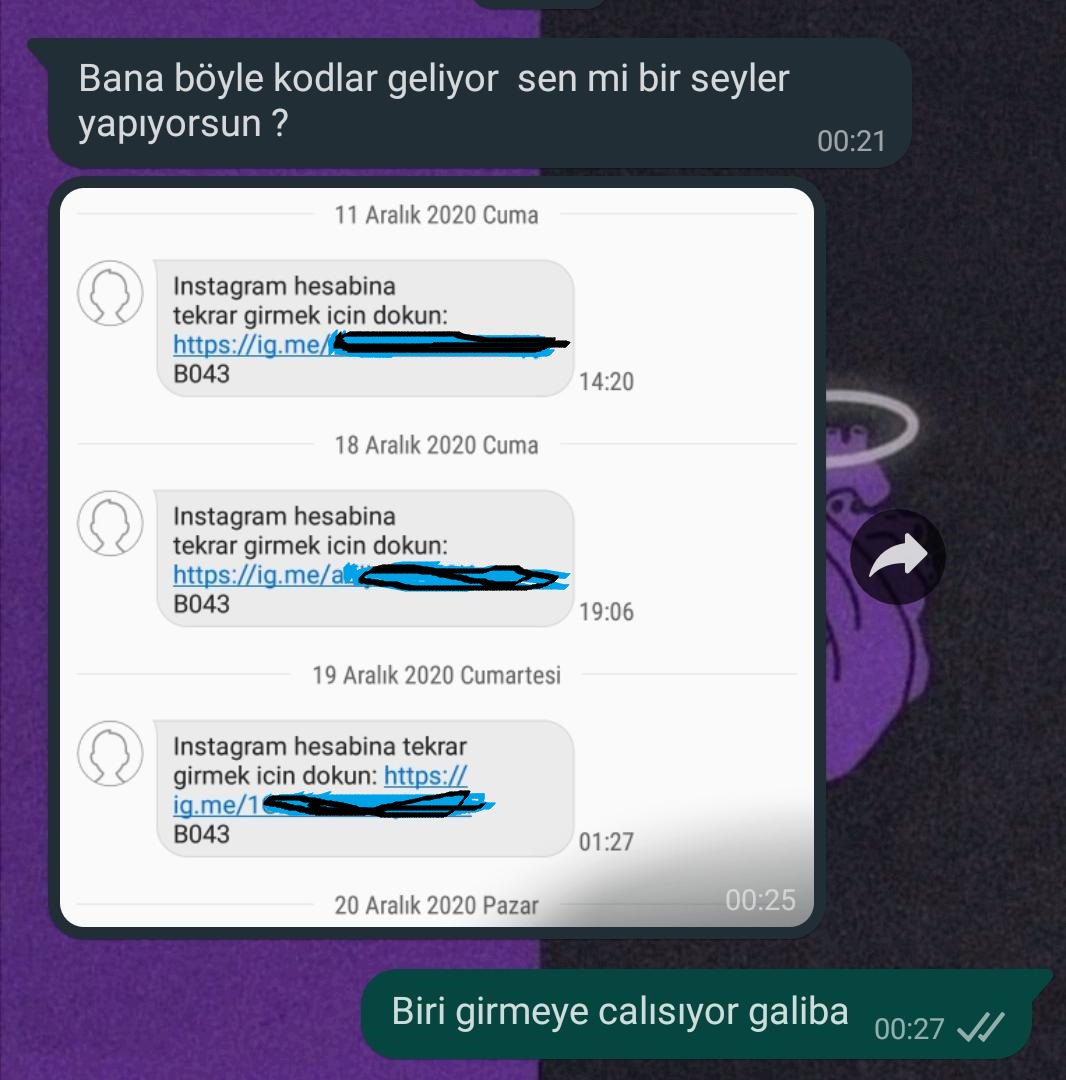 Bana böyle kodlar geliyor sen mi bir seyler
yapıyorsun ?
00:21
11 Aralık 2020 Cuma
Instagram hesabina
tekrar girmek icin dokun:
https://ig.me/
B043
14:20
18 Aralık 2020 Cuma
Instagram hesabina
tekrar girmek icin dokun:
https://ig.me/a
B043
19:06
19 Aralık 2020 Cumartesi
Instagram hesabina tekrar
girmek icin dokun: https://
ig.me/1
B043
01:27
20 Aralık 2020 Pazar
00:25
Biri girmeye calısıyor galiba
00:27